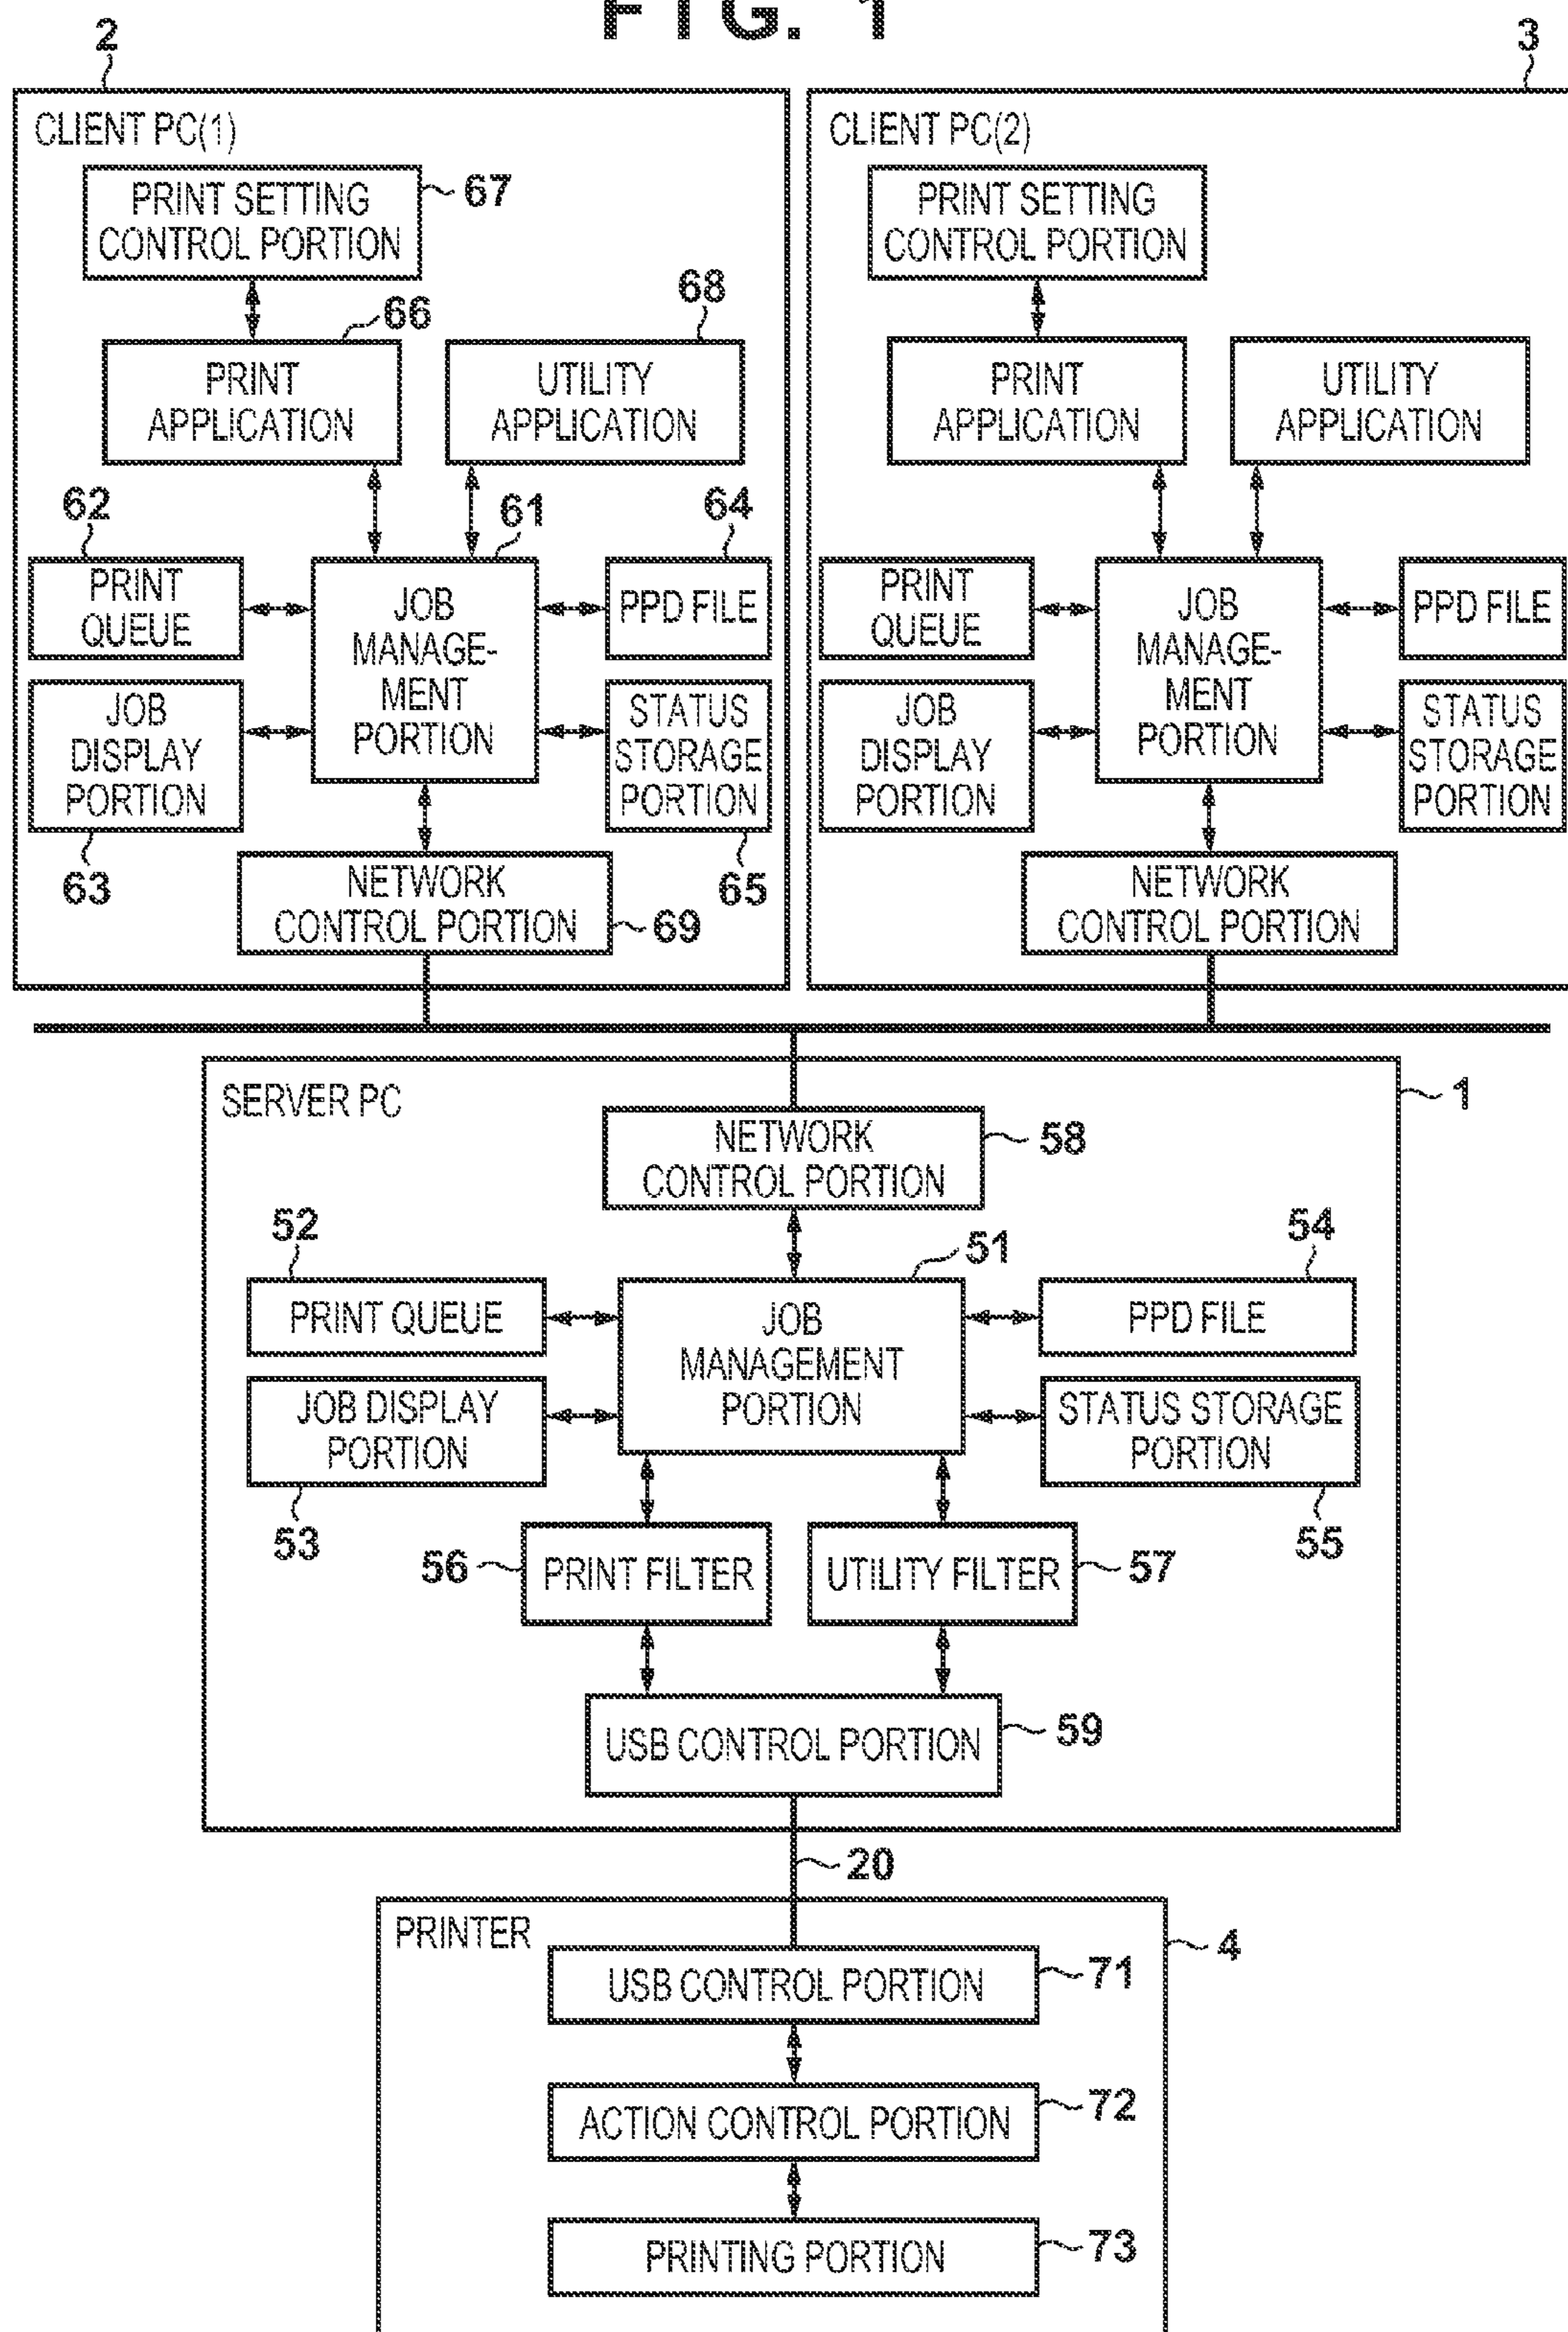 FIG. 1
2
3
CLIENT PC(1)
PRINT SETTING
CONTROL PORTION
67
66
68
PRINT
APPLICATION
UTILITY
APPLICATION
62
61
64
PRINT
QUEUE
JOB
MANAGE-
MENT
PORTION
PPD FILE
JOB
DISPLAY
PORTION
STATUS
STORAGE
PORTION
63
65
NETWORK
CONTROL PORTION
69
CLIENT PC(2)
PRINT SETTING
CONTROL PORTION
PRINT
APPLICATION
UTILITY
APPLICATION
PRINT
QUEUE
JOB
MANAGE-
MENT
PORTION
PPD FILE
JOB
DISPLAY
PORTION
STATUS
STORAGE
PORTION
NETWORK
CONTROL PORTION
SERVER PC
1
NETWORK
CONTROL PORTION
58
52
51
54
PRINT QUEUE
JOB
MANAGEMENT
PORTION
PPD FILE
JOB DISPLAY
PORTION
STATUS STORAGE
PORTION
53
55
56
PRINT FILTER
UTILITY FILTER
57
USB CONTROL PORTION
59
20
PRINTER
4
USB CONTROL PORTION
71
ACTION CONTROL PORTION
72
PRINTING PORTION
73